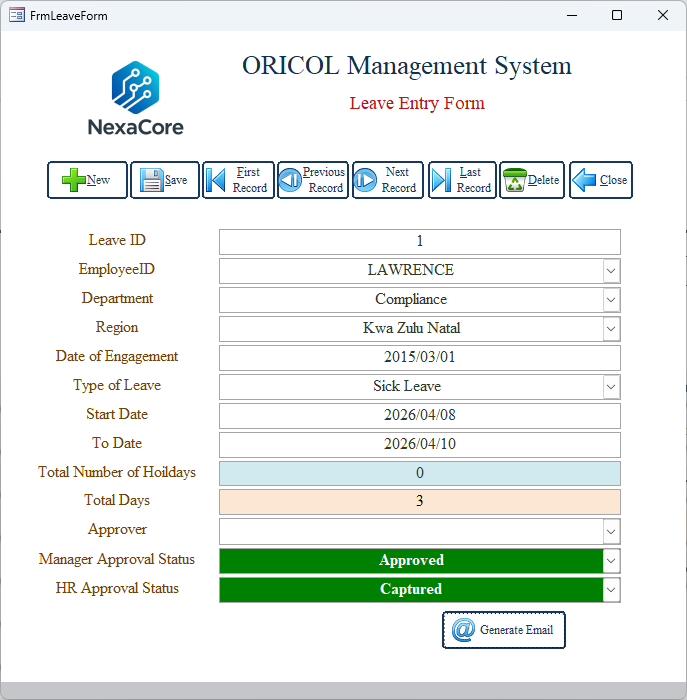 FrmLeaveForm
ORICOL Management System
Leave Entry Form
NexaCore
New
Save
First
Record
Previous
Record
Next
Record
Last
Record
Delete
Close
Leave ID
1
EmployeeID
LAWRENCE
Department
Compliance
Region
Kwa Zulu Natal
Date of Engagement
2015/03/01
Type of Leave
Sick Leave
Start Date
2026/04/08
To Date
2026/04/10
Total Number of Hoildays
0
Total Days
3
Approver
Manager Approval Status
Approved
HR Approval Status
Captured
@ Generate Email